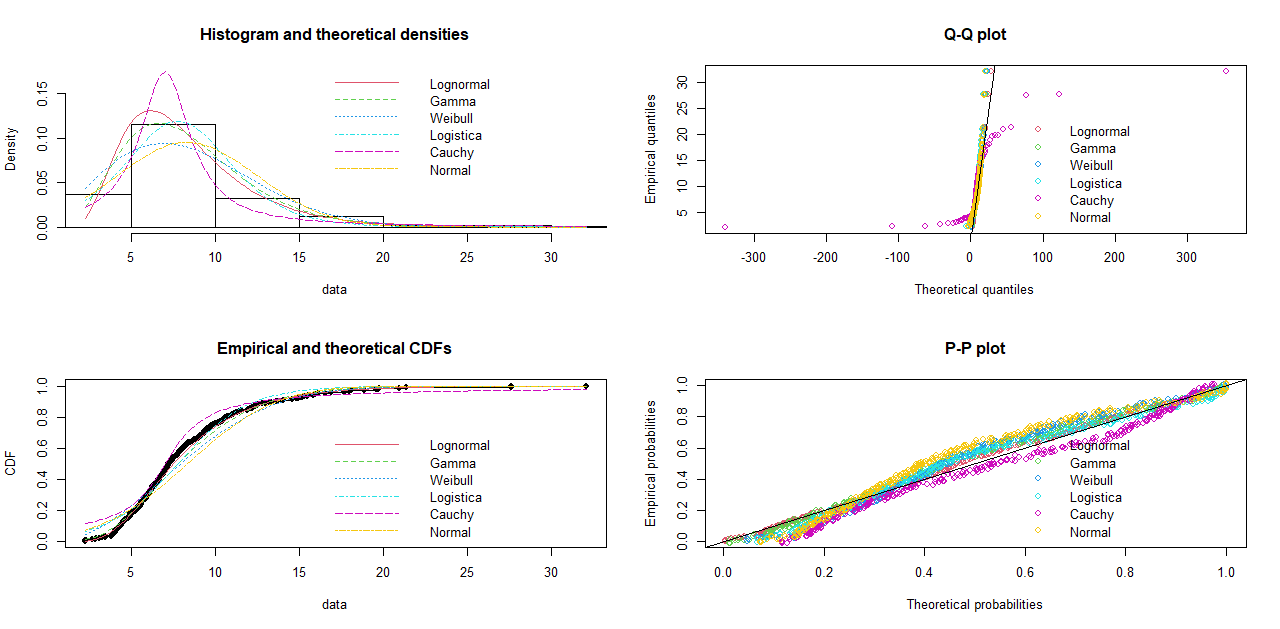 Histogram and theoretical densities
Density
0.00
0.05
0.10
0.15
Lognormal
Gamma
Weibull
Logistica
Cauchy
Normal
5
10
15
20
25
30
data
Q-Q plot
Empirical quantiles
5
10
15
20
25
30
Lognormal
Gamma
Weibull
Logistica
Cauchy
Normal
-300
-200
-100
0
100
200
300
Theoretical quantiles
Empirical and theoretical CDFs
CDF
0.0
0.2
0.4
0.6
0.8
1.0
Lognormal
Gamma
Weibull
Logistica
Cauchy
Normal
5
10
15
20
25
30
data
P-P plot
Empirical probabilities
0.0
0.2
0.4
0.6
0.8
1.0
Lognormal
Gamma
Weibull
Logistica
Cauchy
Normal
0.0
0.2
0.4
0.6
0.8
1.0
Theoretical probabilities